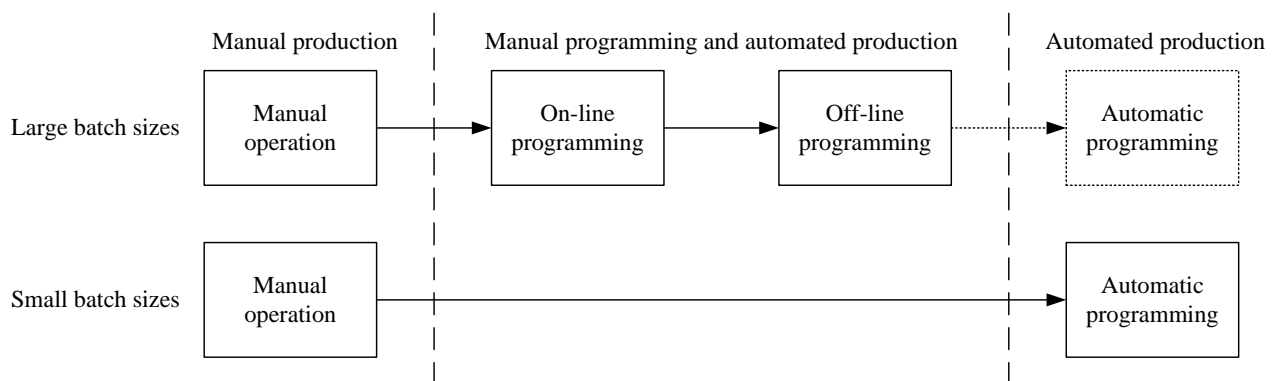 Manual production
Manual programming and automated production
Automated production
Large batch sizes
Manual
operation
On-line
programming
Off-line
programming
Automatic
programming
Small batch sizes
Manual
operation
Automatic
programming